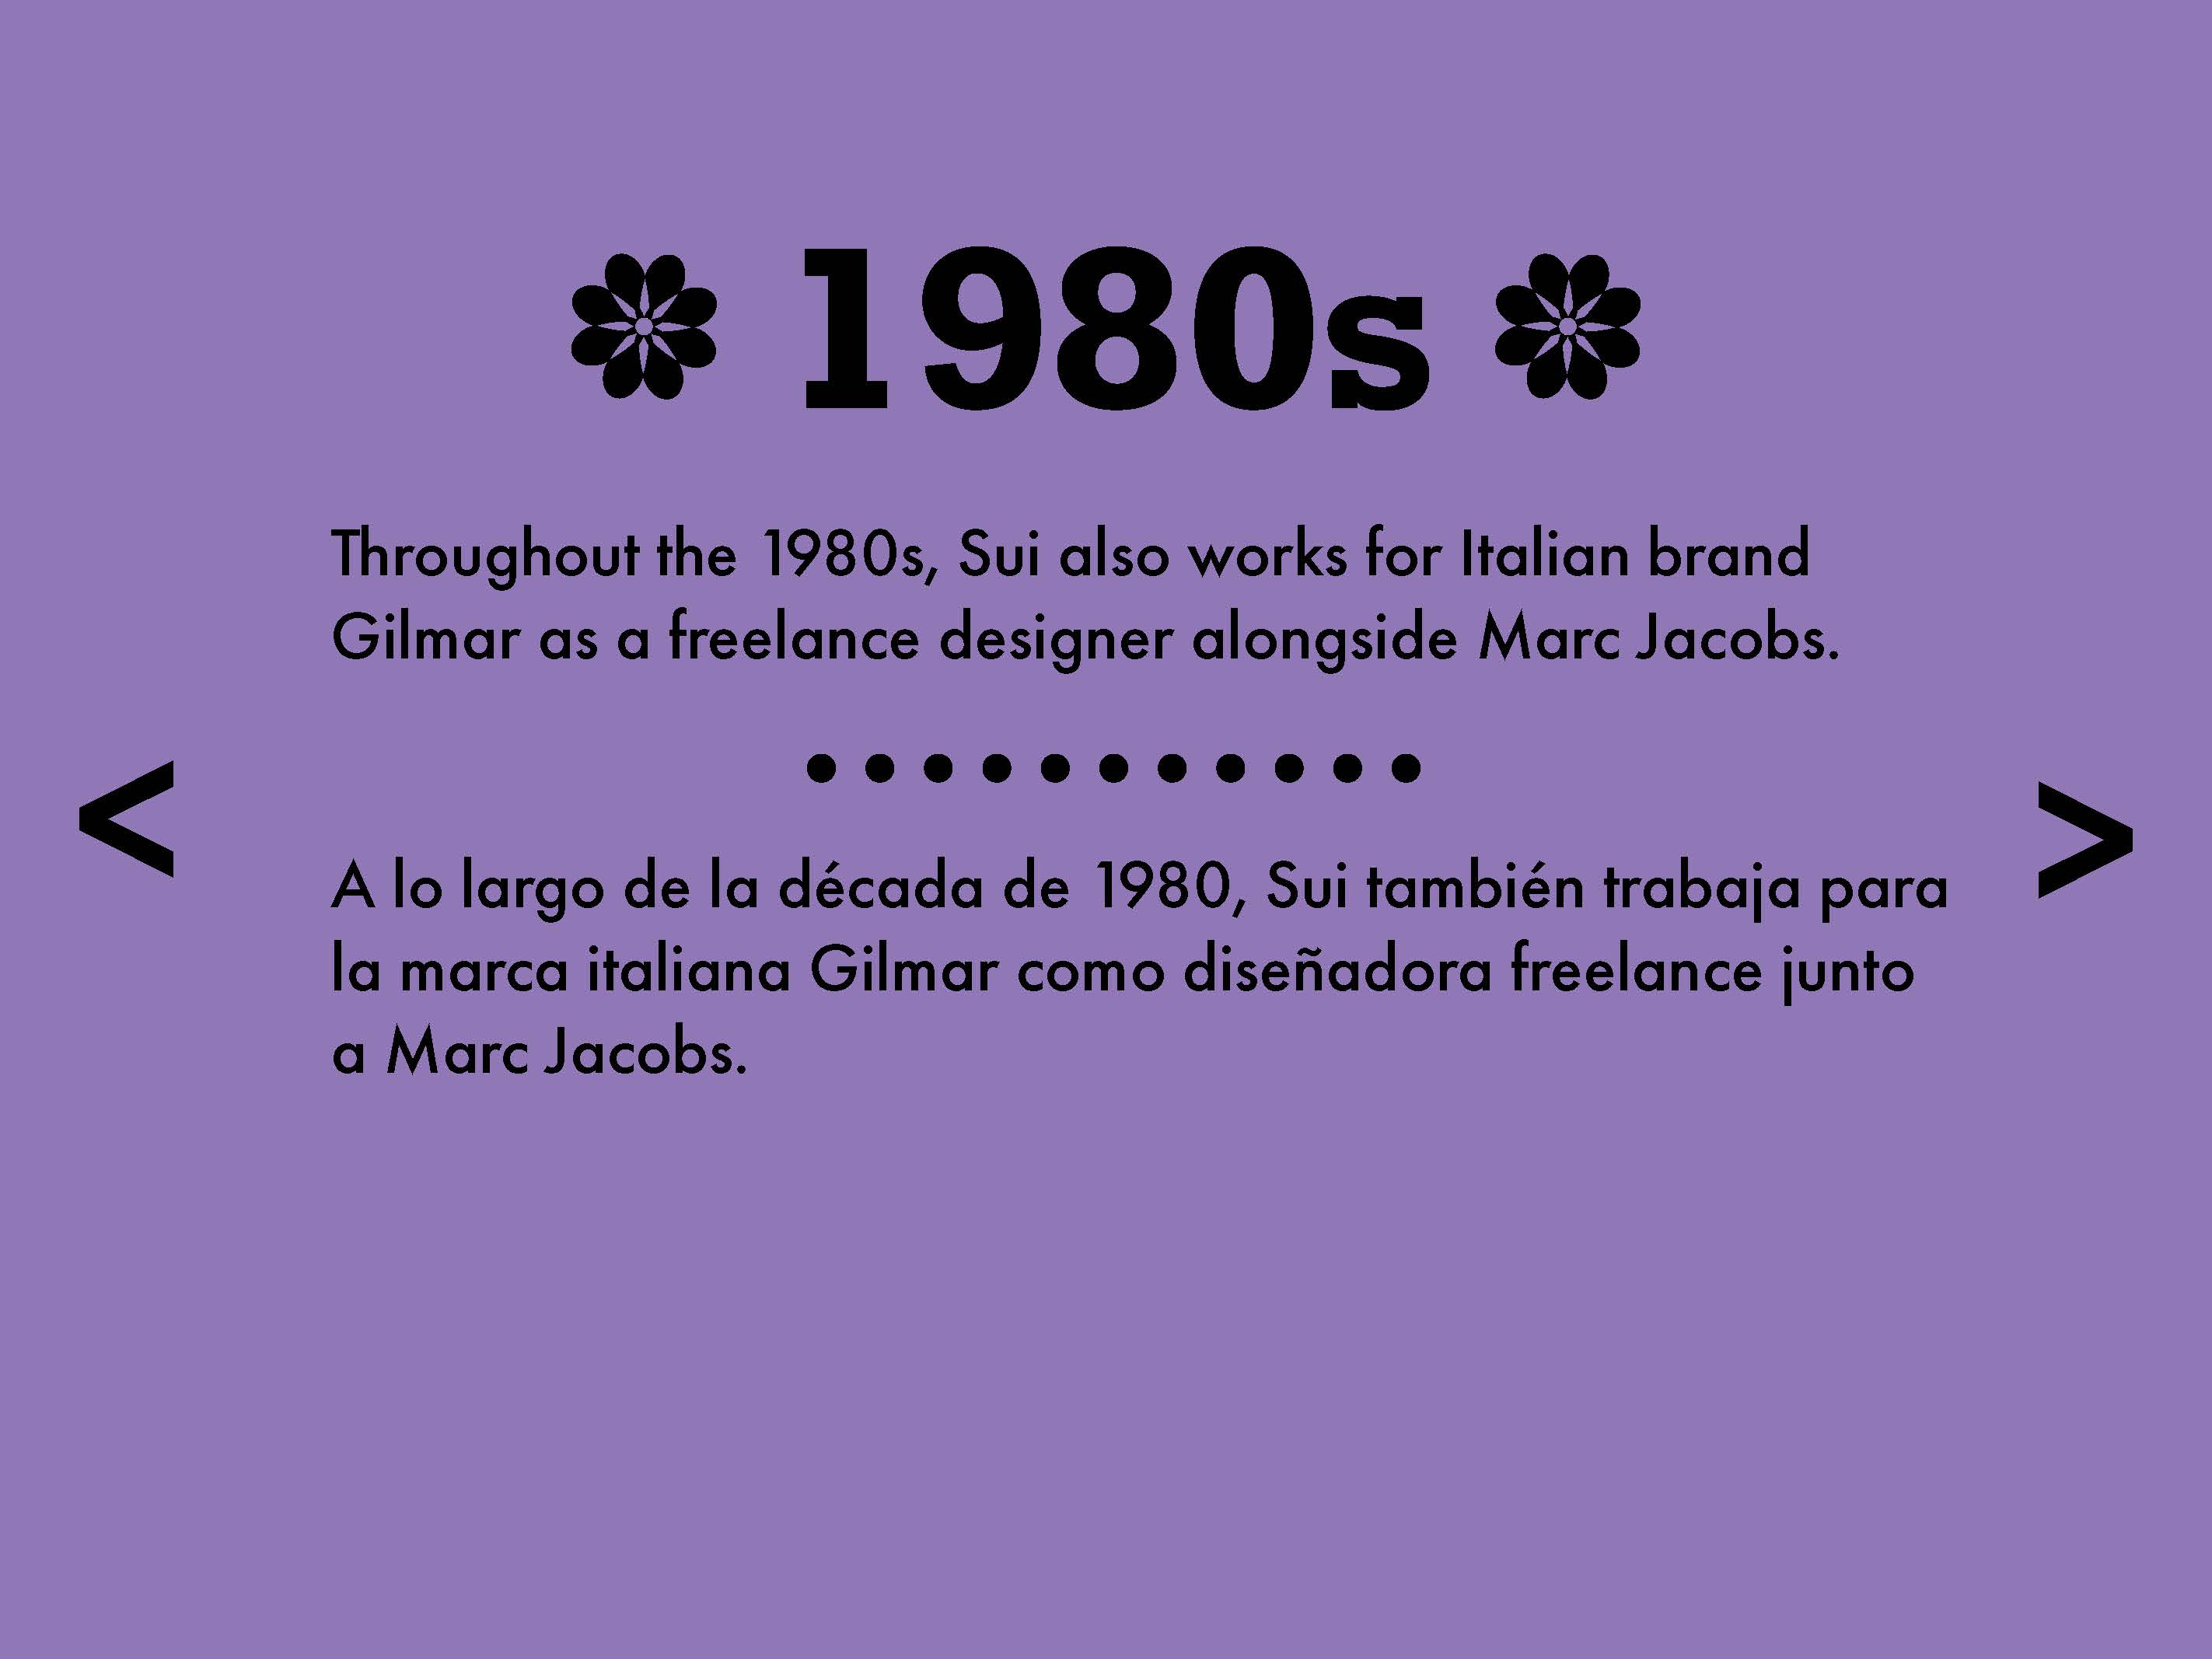 1980s
Throughout the 1980s, Sui also works for Italian brand
Gilmar as a freelance designer alongside Marc Jacobs.
< >
A lo largo de la década de 1980, Sui también trabaja para
la marca italiana Gilmar como diseñadora freelance junto
a Marc Jacobs.